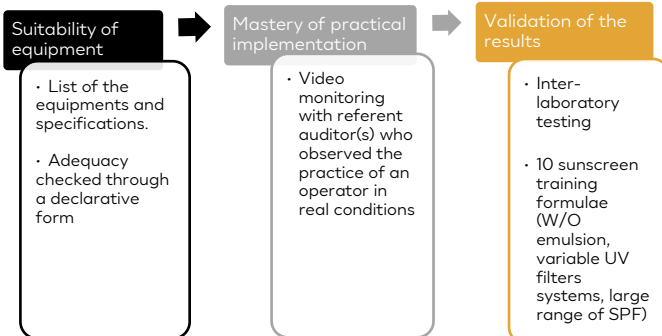 Suitability of
equipment
· List of the
equipments and
specifications.
· Adequacy
checked through
a declarative
form
Mastery of practical
implementation
· Video
monitoring
with referent
auditor(s) who
observed the
practice of an
operator in
real conditions
Validation of the
results
· Inter-
laboratory
testing
· 10 sunscreen
training
formulae
(W/O
emulsion,
variable UV
filters
systems, large
range of SPF)